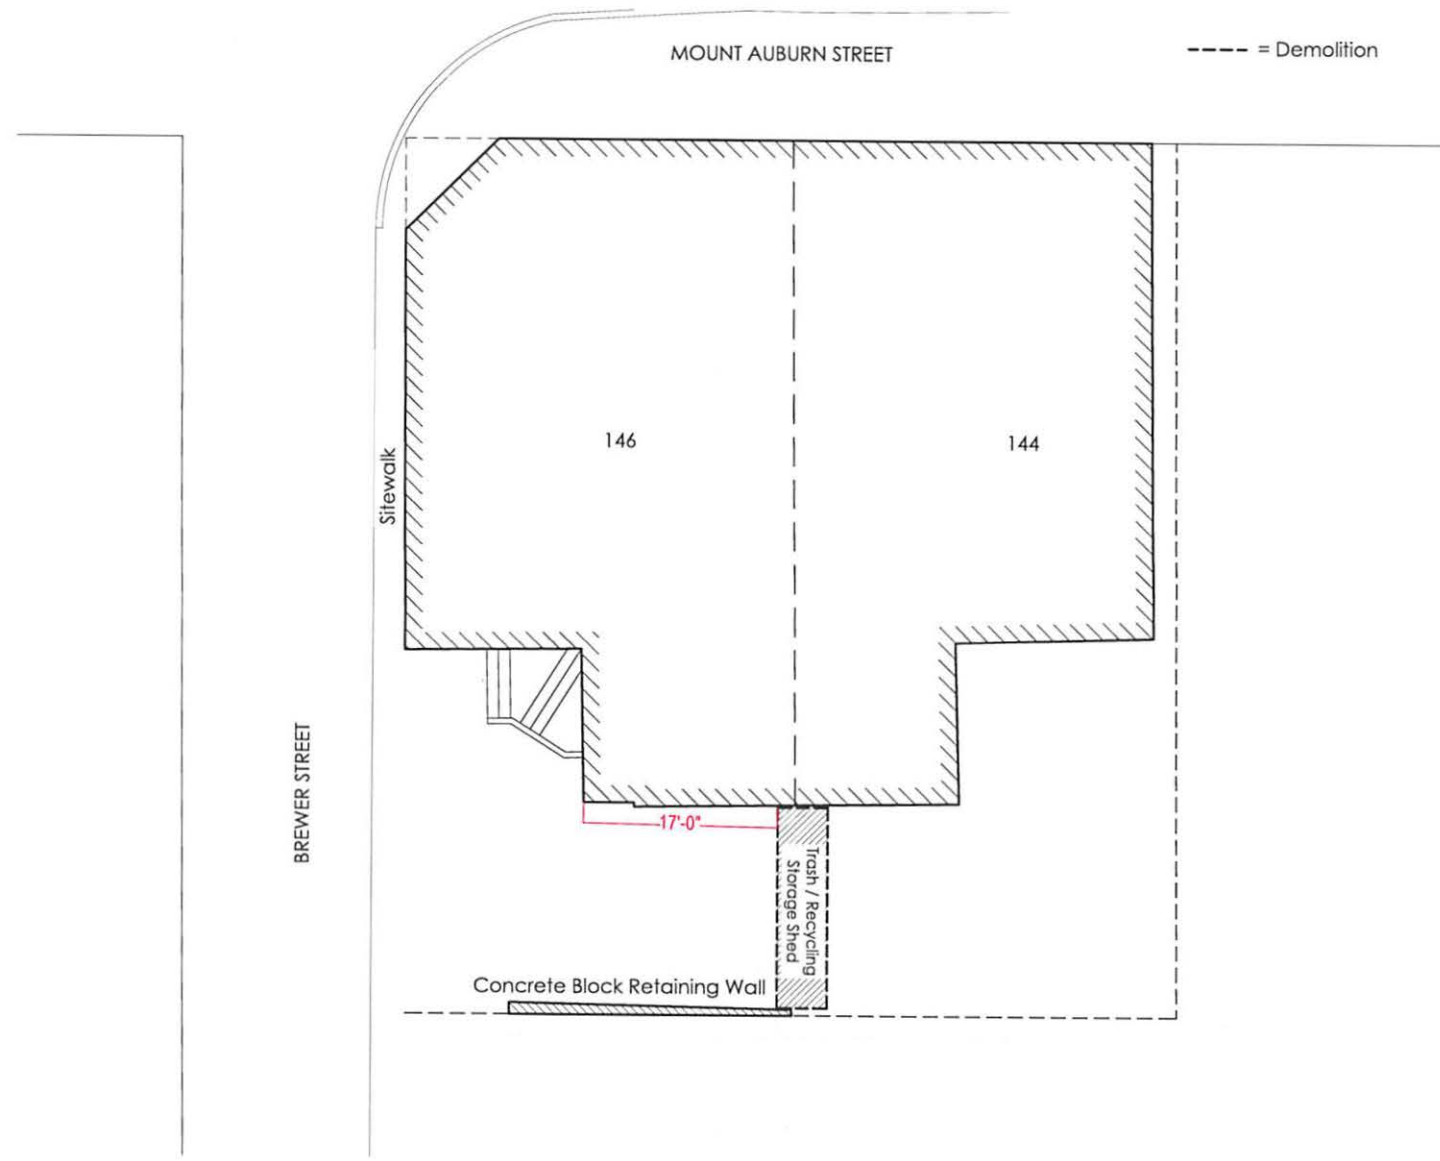 MOUNT AUBURN STREET
= Demolition
146
144
Sitewalk
BREWER STREET
17'-0"
Trash / Recycling
Storage Shed
Concrete Block Retaining Wall